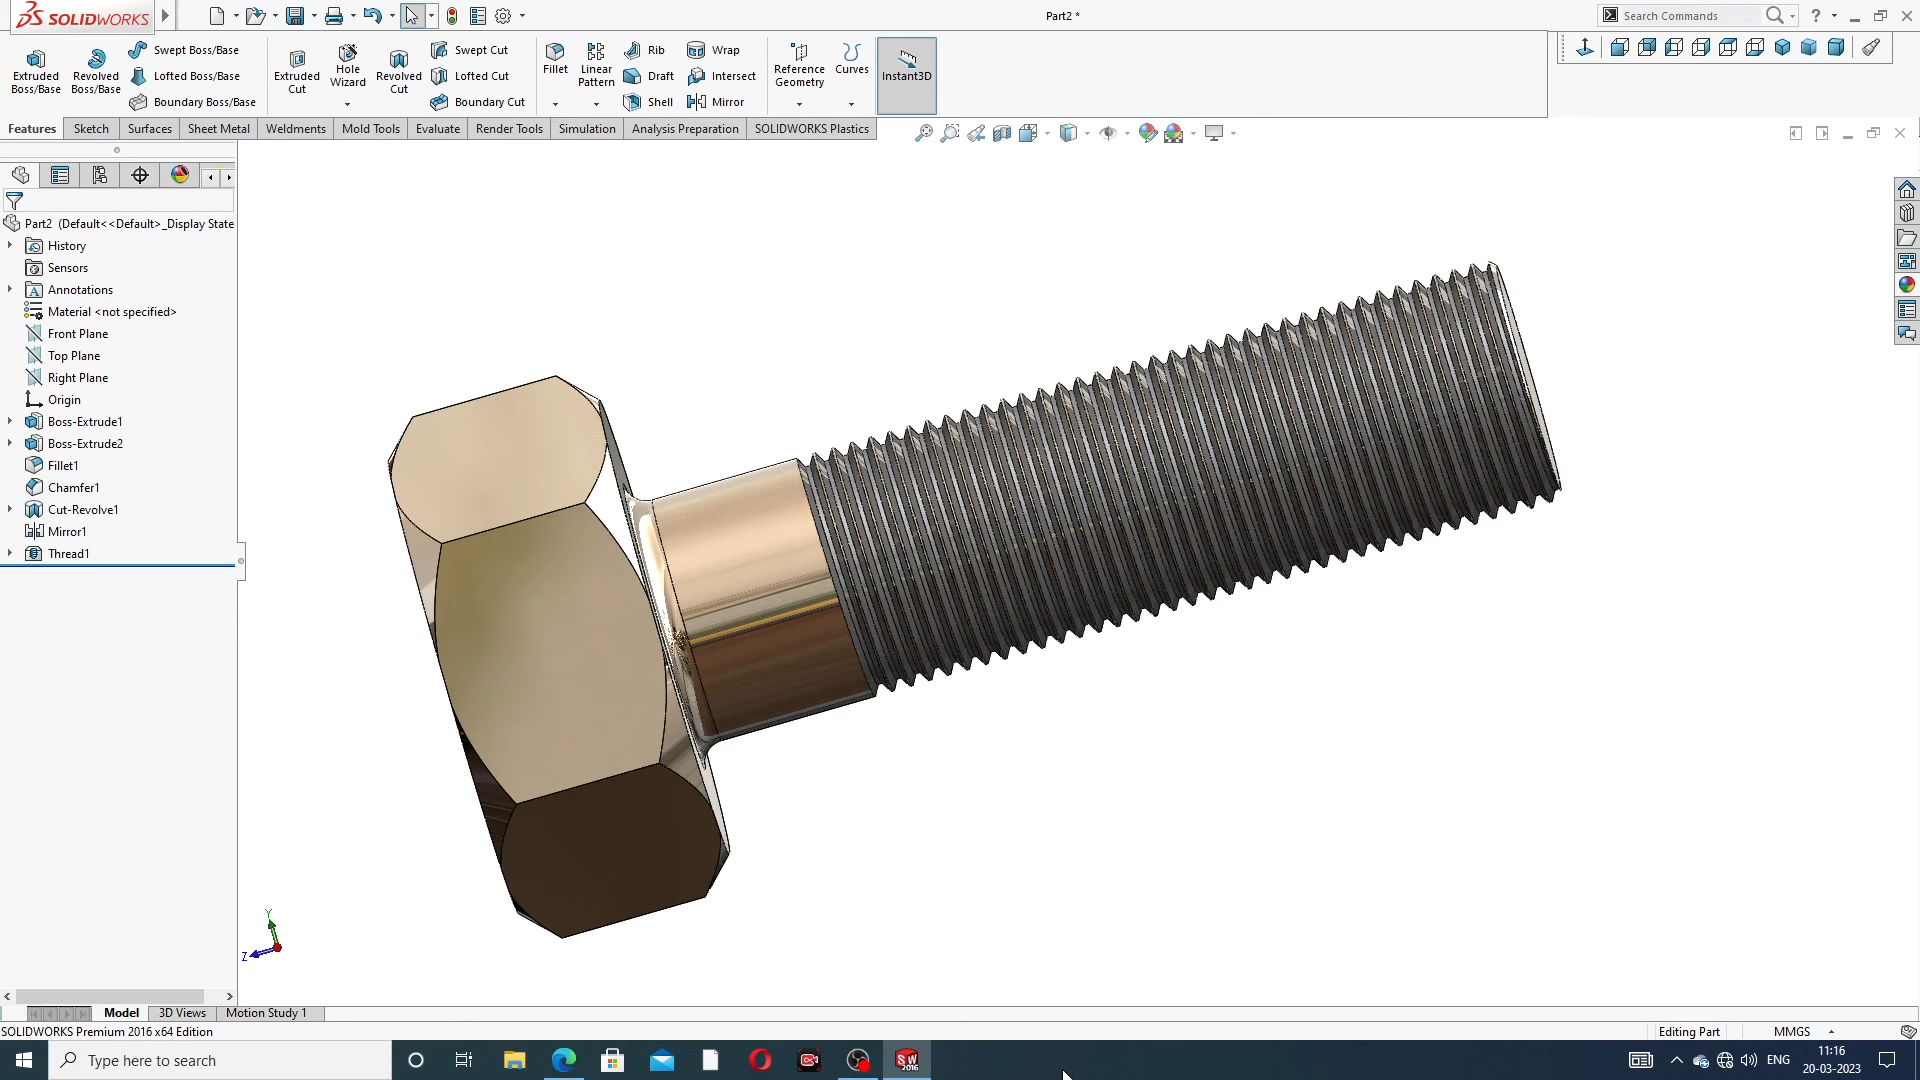 SOLIDWORKS
Part2 *
Search Commands
Extruded Boss/Base
Revolved Boss/Base
Swept Boss/Base
Lofted Boss/Base
Boundary Boss/Base
Extruded Cut
Hole Wizard
Revolved Cut
Swept Cut
Lofted Cut
Boundary Cut
Fillet
Linear Pattern
Rib
Draft
Shell
Wrap
Intersect
Mirror
Reference Geometry
Curves
Instant3D
Features
Sketch
Surfaces
Sheet Metal
Weldments
Mold Tools
Evaluate
Render Tools
Simulation
Analysis Preparation
SOLIDWORKS Plastics
Part2 (Default<<Default>_Display State
History
Sensors
Annotations
Material <not specified>
Front Plane
Top Plane
Right Plane
Origin
Boss-Extrude1
Boss-Extrude2
Fillet1
Chamfer1
Cut-Revolve1
Mirror1
Thread1
Y
Z
Model
3D Views
Motion Study 1
SOLIDWORKS Premium 2016 x64 Edition
Editing Part
MMGS
Type here to search
SW
2016
ENG
11:16
20-03-2023